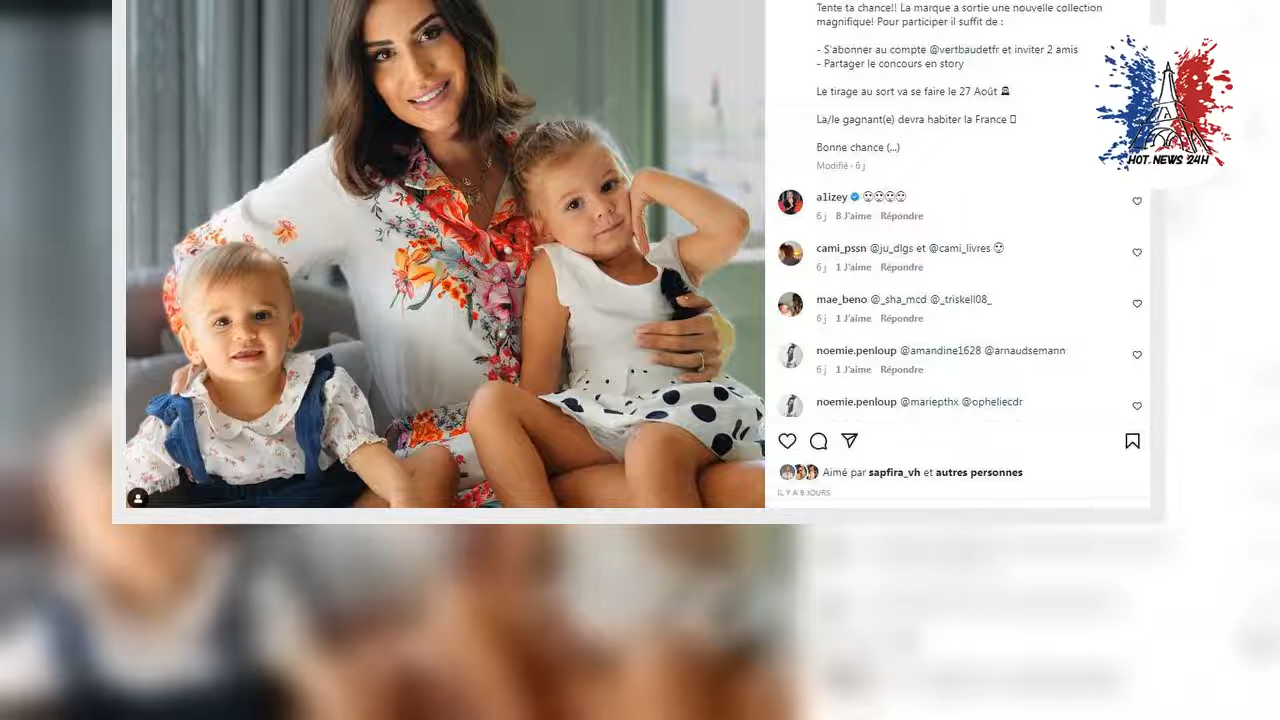 Tente ta chance!! La marque a sortie une nouvelle collection
magnifique! Pour participer il suffit de :
- S'abonner au compte @vertbaudetfr et inviter 2 amis
- Partager le concours en story
Le tirage au sort va se faire le 27 Août
La/le gagnant(e) devra habiter la France
Bonne chance (...)
Modifié · 6 j
a1izey
6 j 8 J'aime Répondre
cami_pssn @ju_dlgs et @cami_livres
6 j 1 J'aime Répondre
mae_beno @_sha_mcd @_triskell08_
6 j 1 J'aime Répondre
noemie.penloup @amandine1628 @arnaudsemann
6 j 1 J'aime Répondre
noemie.penloup @mariepthx @opheliecdr
Aimé par sapfira_vh et autres personnes
IL Y A 6 JOURS
HOT NEWS 24H